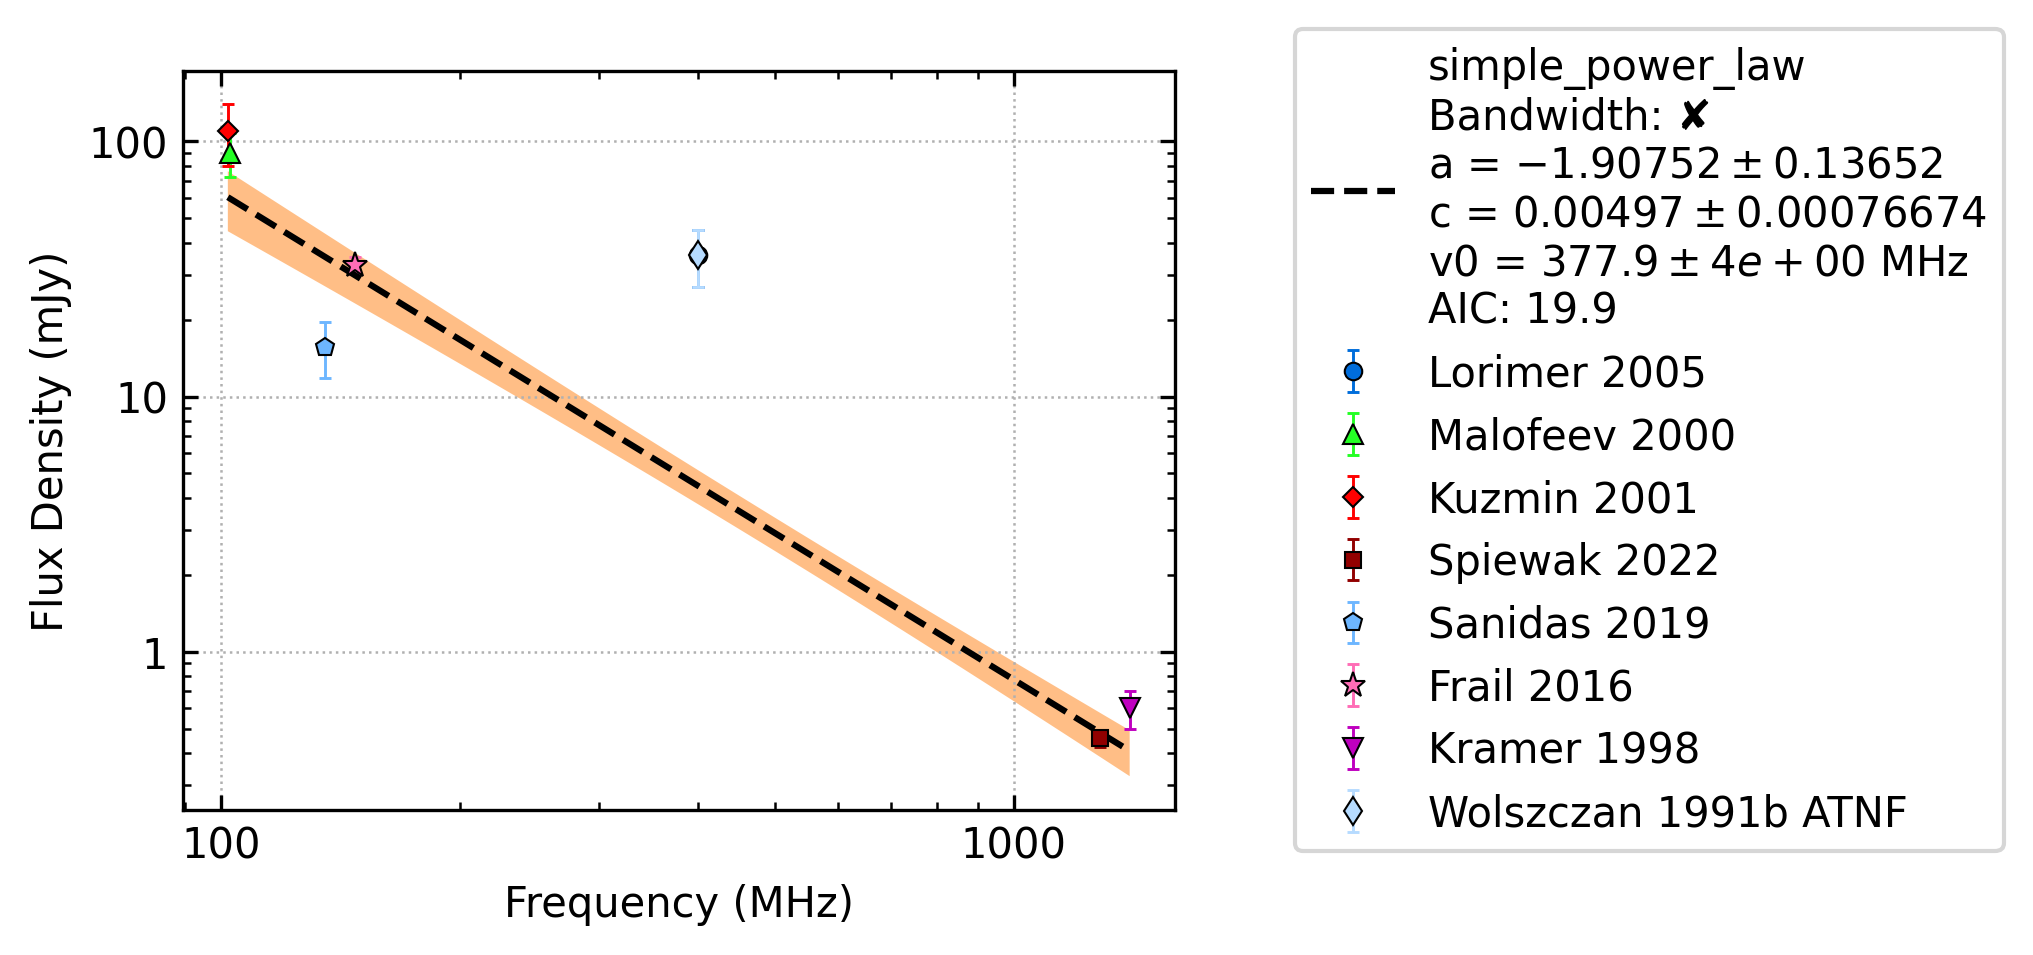 100
10
1
Flux Density (mJy)
100
1000
Frequency (MHz)
simple_power_law
Bandwidth: ✘
a = −1.90752 ± 0.13652
c = 0.00497 ± 0.00076674
v0 = 377.9 ± 4e + 00 MHz
AIC: 19.9
Lorimer 2005
Malofeev 2000
Kuzmin 2001
Spiewak 2022
Sanidas 2019
Frail 2016
Kramer 1998
Wolszczan 1991b ATNF